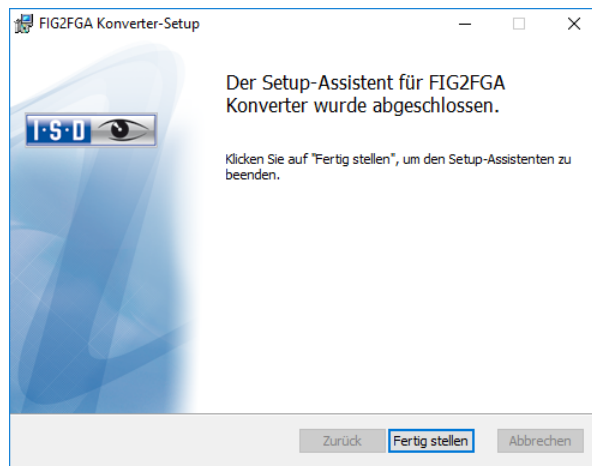 FIG2FGA Konverter-Setup
Der Setup-Assistent für FIG2FGA
Konverter wurde abgeschlossen.
I·S·D
Klicken Sie auf "Fertig stellen", um den Setup-Assistenten zu
beenden.
Zurück Fertig stellen Abbrechen